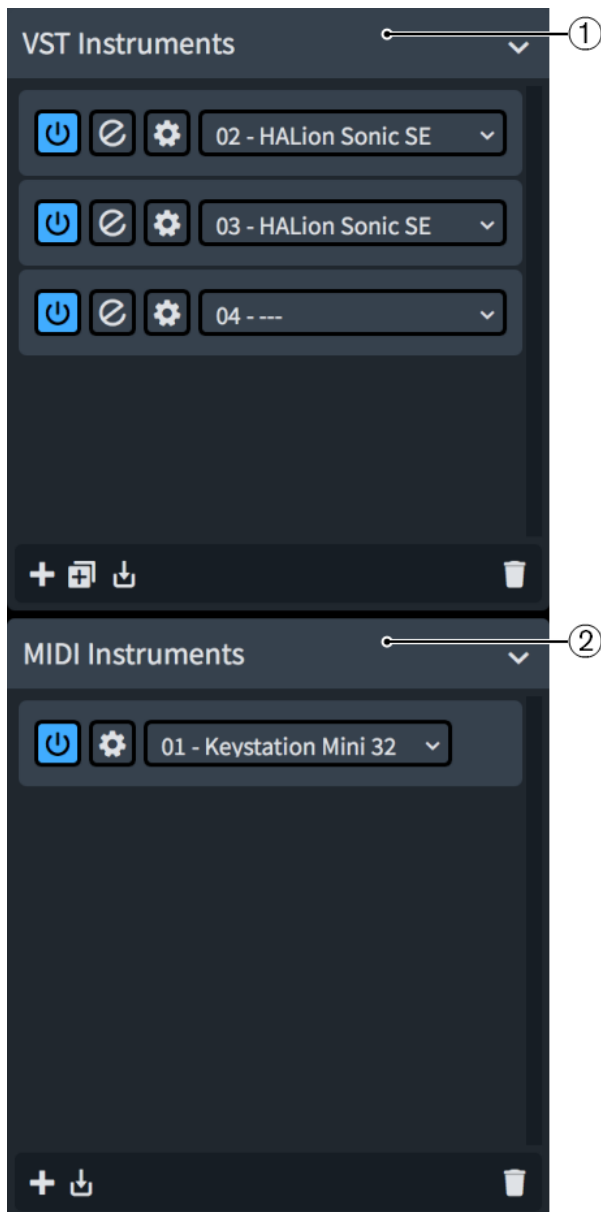 VST Instruments
①
02 - HALion Sonic SE
03 - HALion Sonic SE
04 - ---
MIDI Instruments
②
01 - Keystation Mini 32